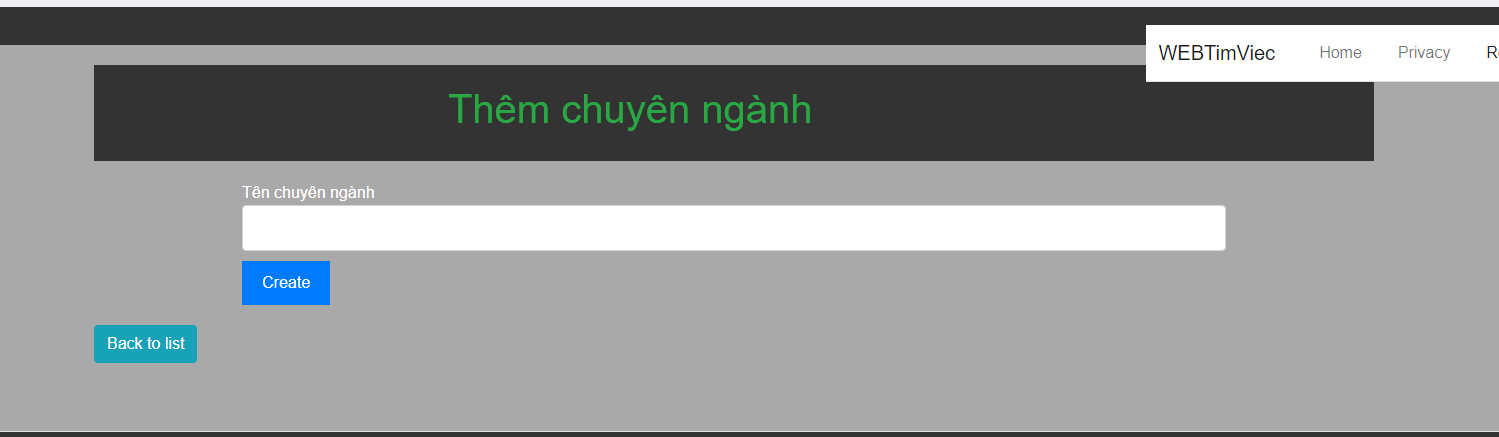 WEBTimViec Home Privacy
Thêm chuyên ngành
Tên chuyên ngành
Create
Back to list